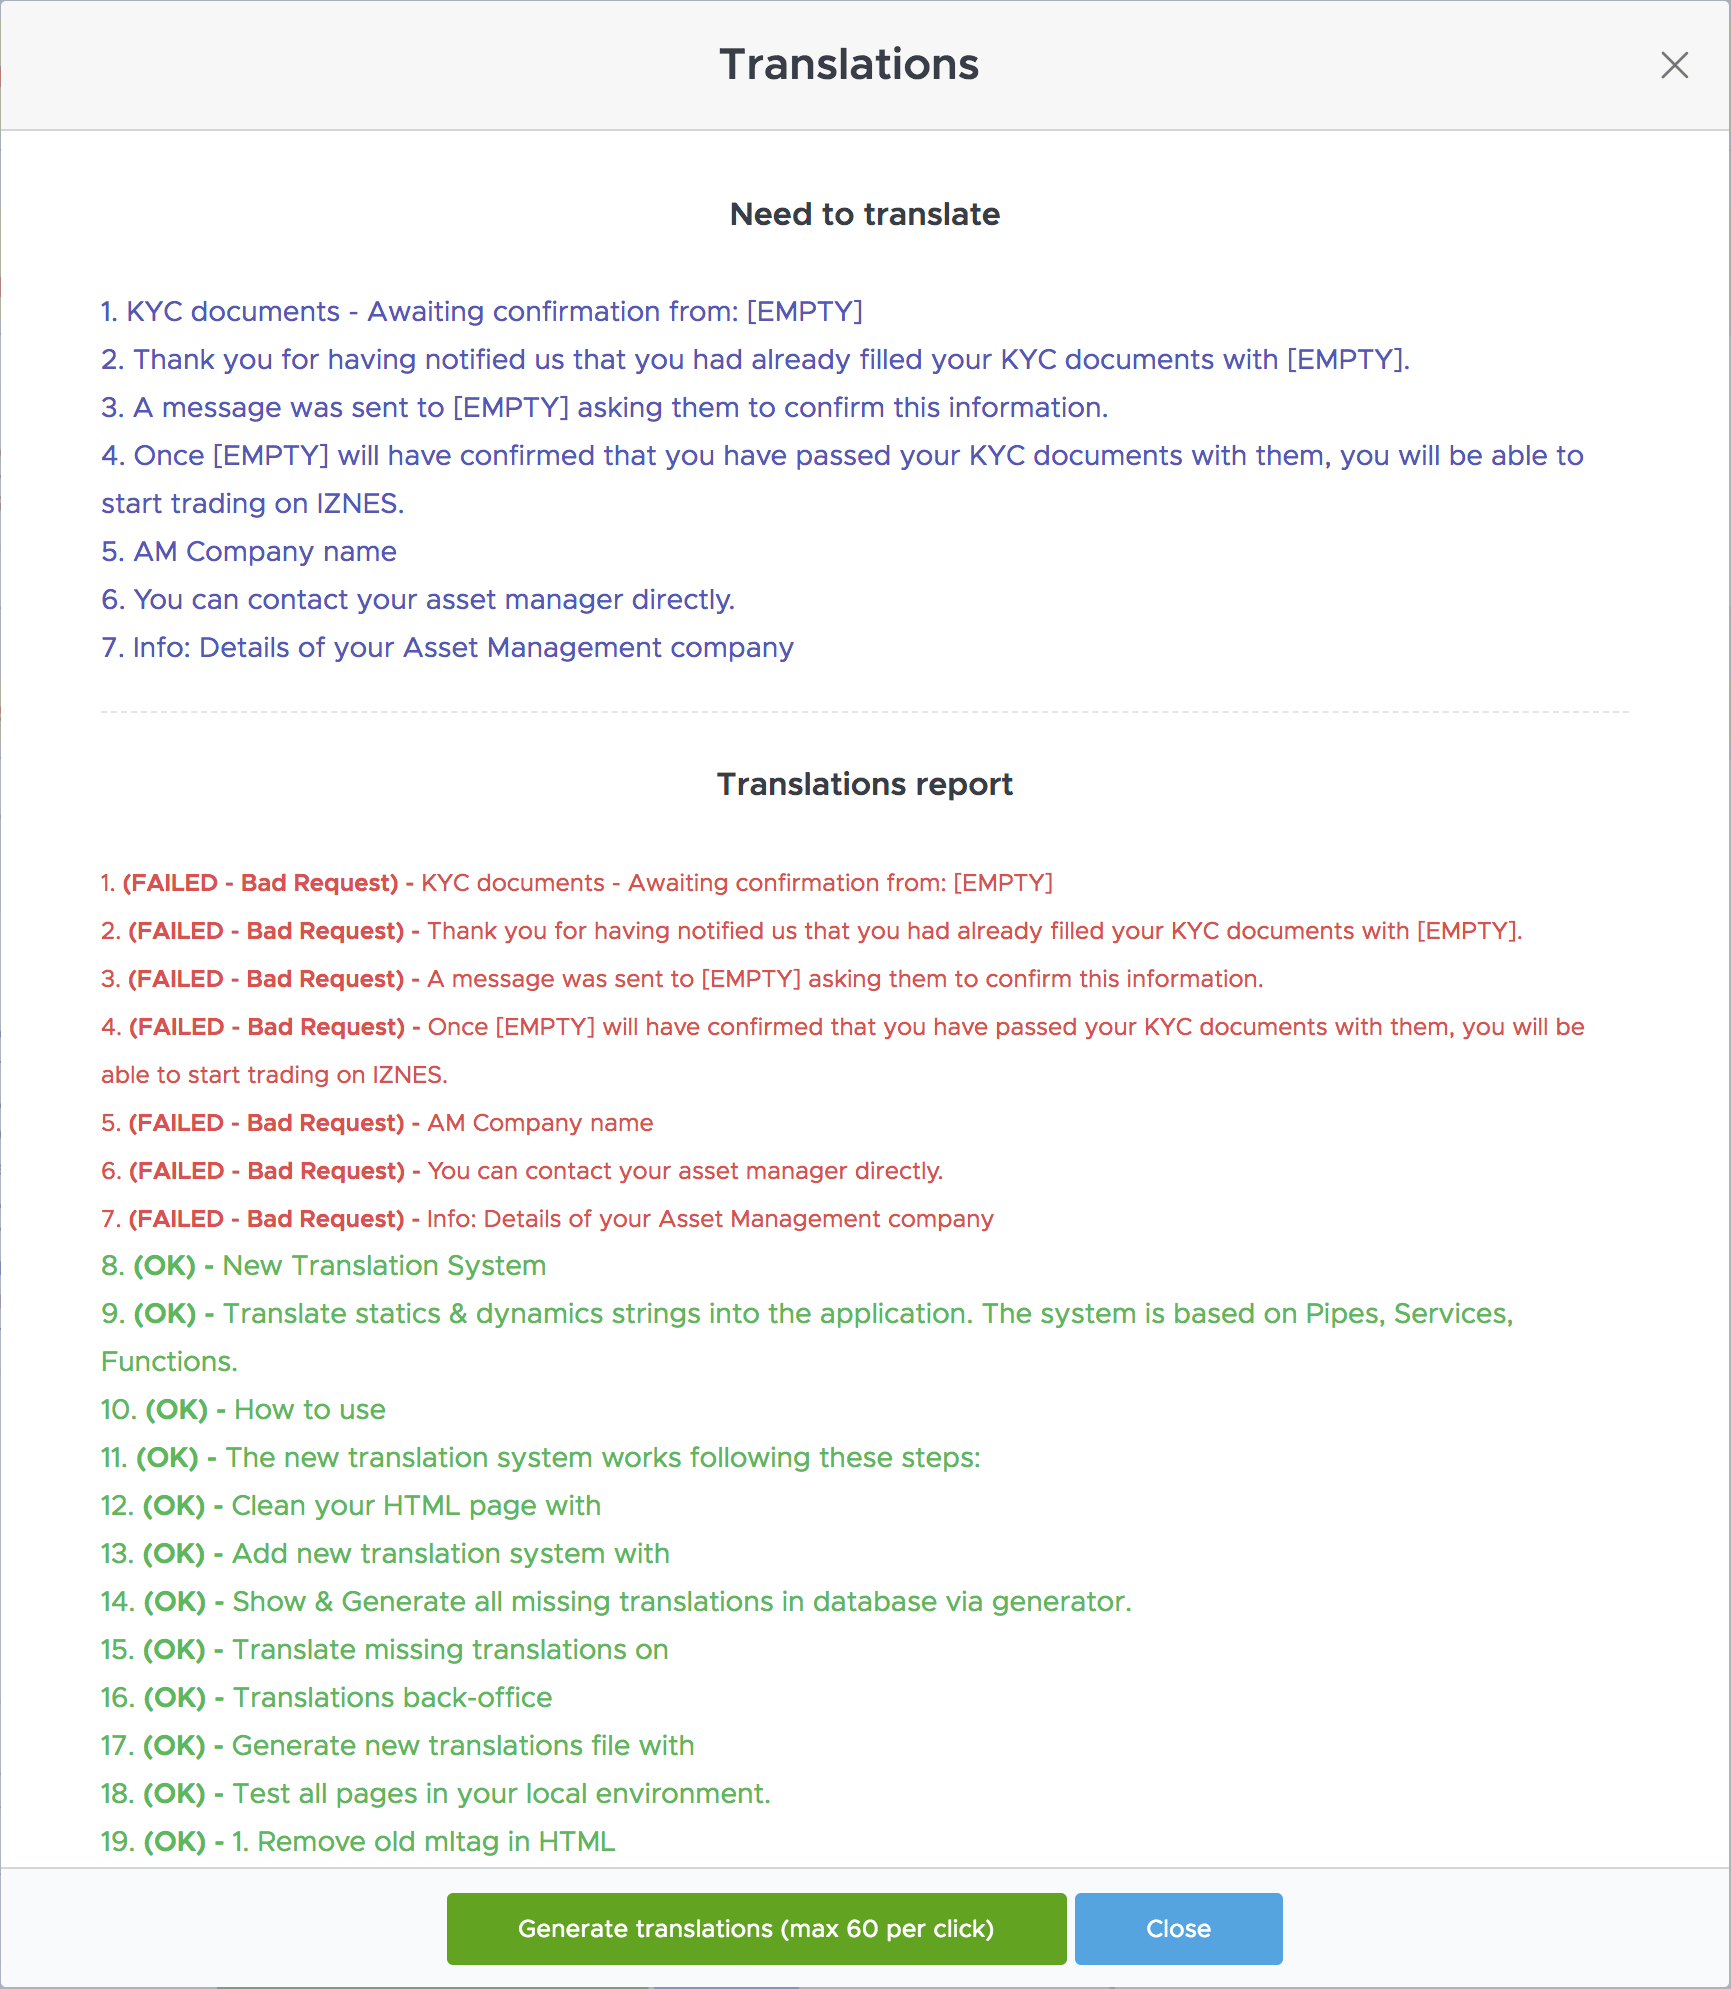 Translations
Need to translate
1. KYC documents - Awaiting confirmation from: [EMPTY]
2. Thank you for having notified us that you had already filled your KYC documents with [EMPTY].
3. A message was sent to [EMPTY] asking them to confirm this information.
4. Once [EMPTY] will have confirmed that you have passed your KYC documents with them, you will be able to
start trading on IZNES.
5. AM Company name
6. You can contact your asset manager directly.
7. Info: Details of your Asset Management company
Translations report
1. (FAILED - Bad Request) - KYC documents - Awaiting confirmation from: [EMPTY]
2. (FAILED - Bad Request) - Thank you for having notified us that you had already filled your KYC documents with [EMPTY].
3. (FAILED - Bad Request) - A message was sent to [EMPTY] asking them to confirm this information.
4. (FAILED - Bad Request) - Once [EMPTY] will have confirmed that you have passed your KYC documents with them, you will be
able to start trading on IZNES.
5. (FAILED - Bad Request) - AM Company name
6. (FAILED - Bad Request) - You can contact your asset manager directly.
7. (FAILED - Bad Request) - Info: Details of your Asset Management company
8. (OK) - New Translation System
9. (OK) - Translate statics & dynamics strings into the application. The system is based on Pipes, Services,
Functions.
10. (OK) - How to use
11. (OK) - The new translation system works following these steps:
12. (OK) - Clean your HTML page with
13. (OK) - Add new translation system with
14. (OK) - Show & Generate all missing translations in database via generator.
15. (OK) - Translate missing translations on
16. (OK) - Translations back-office
17. (OK) - Generate new translations file with
18. (OK) - Test all pages in your local environment.
19. (OK) - 1. Remove old mltag in HTML
Generate translations (max 60 per click)
Close